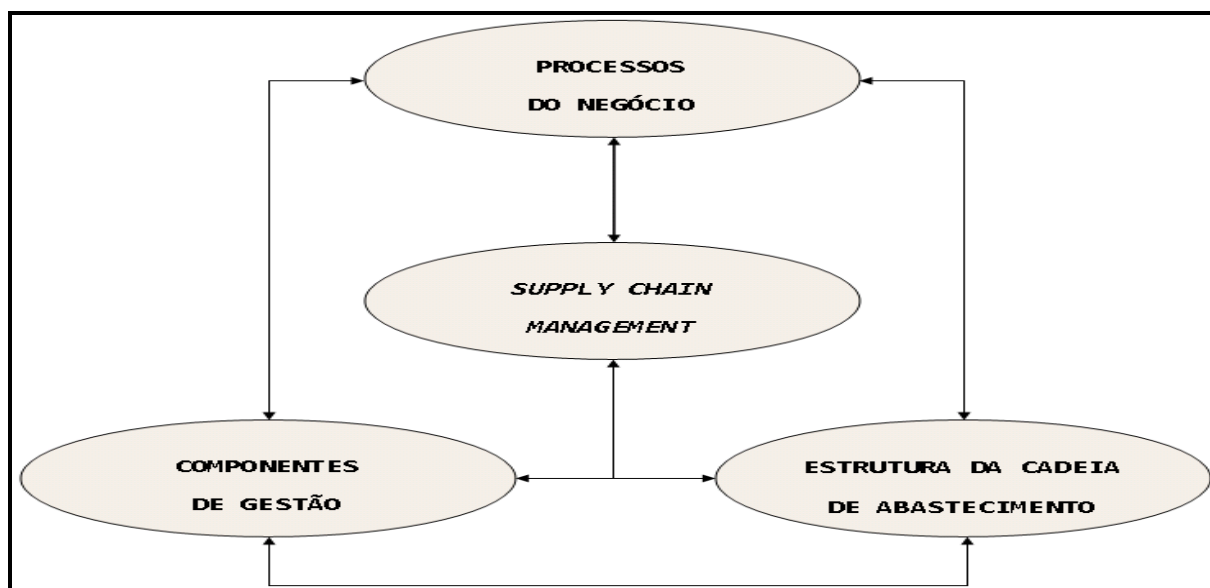 PROCESSOS
DO NEGÓCIO
SUPPLY CHAIN
MANAGEMENT
COMPONENTES
DE GESTÃO
ESTRUTURA DA CADEIA
DE ABASTECIMENTO